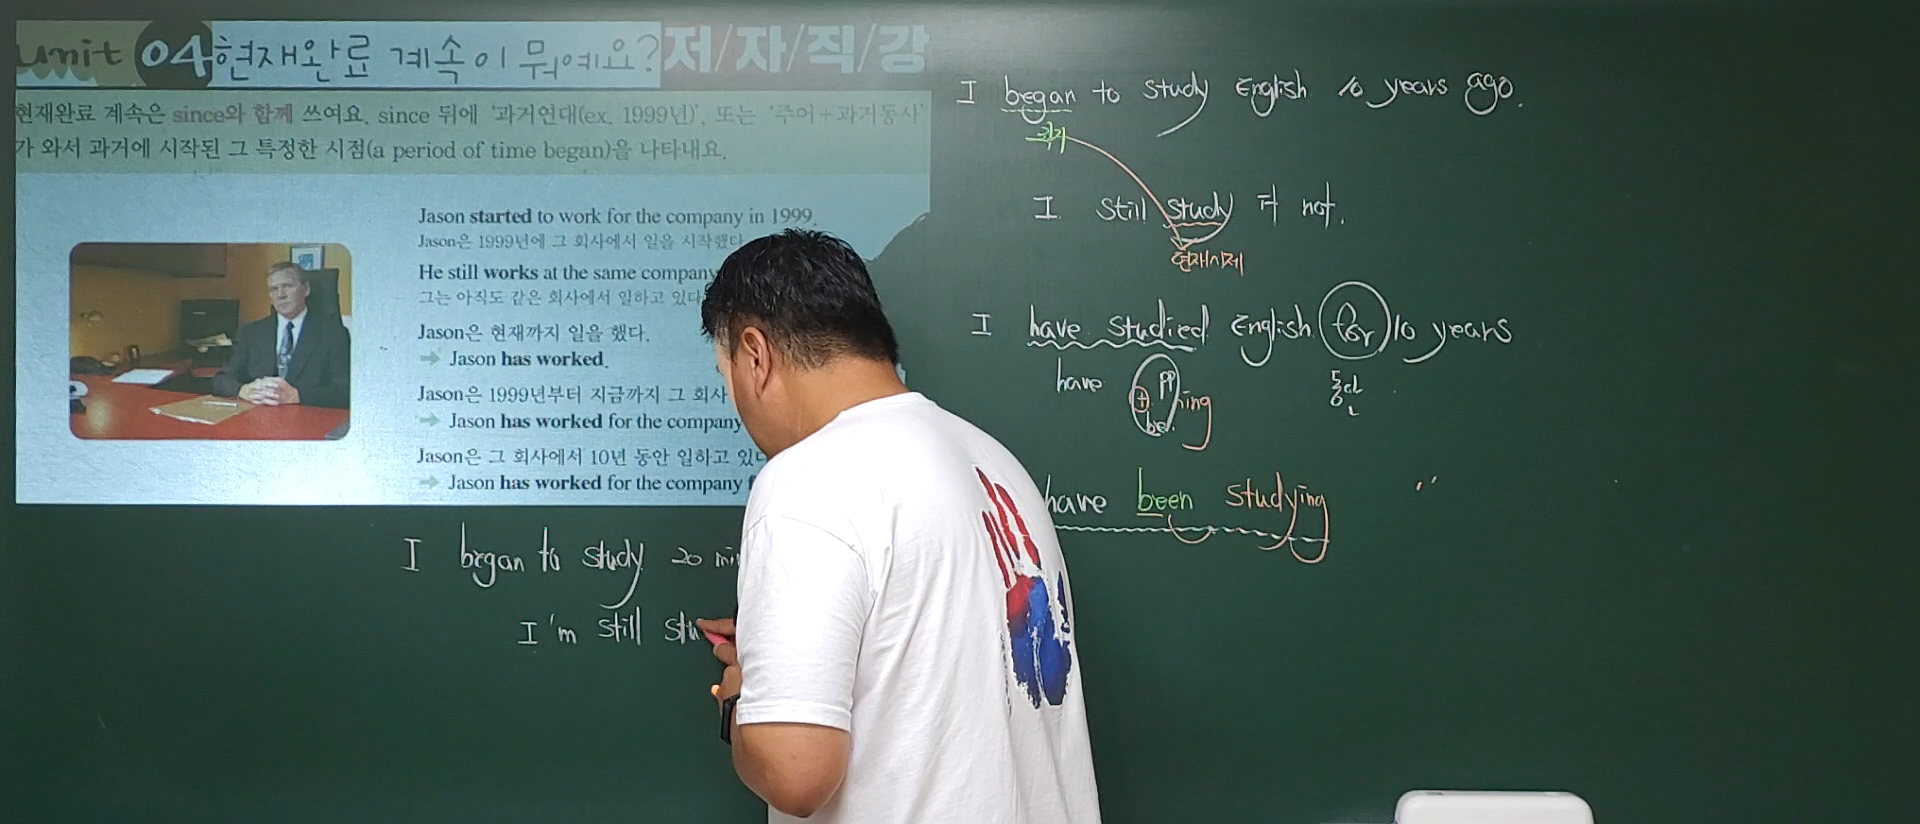 unit 04 현재완료 계속이 뭐예요? 저/자/직/강
현재완료 계속은 since와 함께 쓰여요. since 뒤에 '과거연대(ex. 1999년)', 또는 '주어+과거동사'
가 와서 과거에 시작된 그 특정한 시점(a period of time began)을 나타내요.
Jason started to work for the company in 1999.
Jason은 1999년에 그 회사에서 일을 시작했다
He still works at the same company
그는 아직도 같은 회사에서 일하고 있다
Jason은 현재까지 일을 했다.
→ Jason has worked.
Jason은 1999년부터 지금까지 그 회사
→ Jason has worked for the company
Jason은 그 회사에서 10년 동안 일하고 있다
→ Jason has worked for the company
I began to study 20 min
I'm still stu
I began to study English 10 years ago.
과거
I still study it not.
현재시제
I have studied English for 10 years
have pp
동안
+ be ing
have been studying "